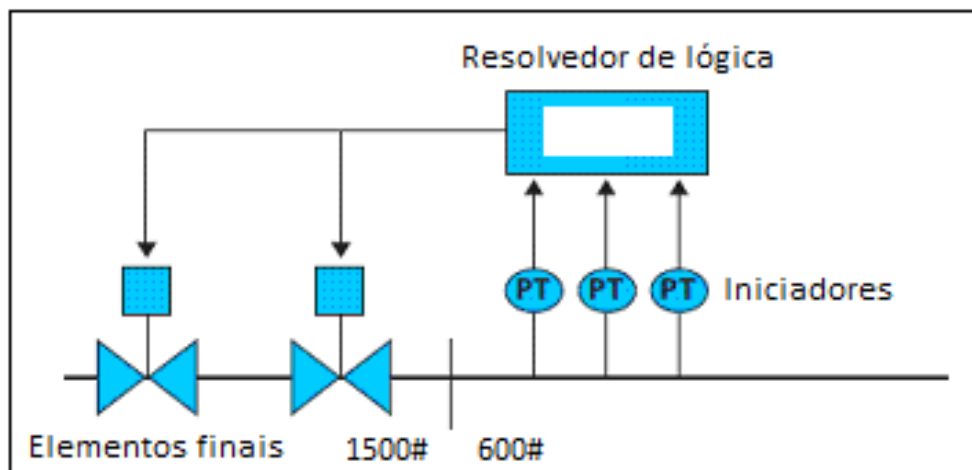 Resolvedor de lógica
PT PT PT Iniciadores
Elementos finais 1500# 600#